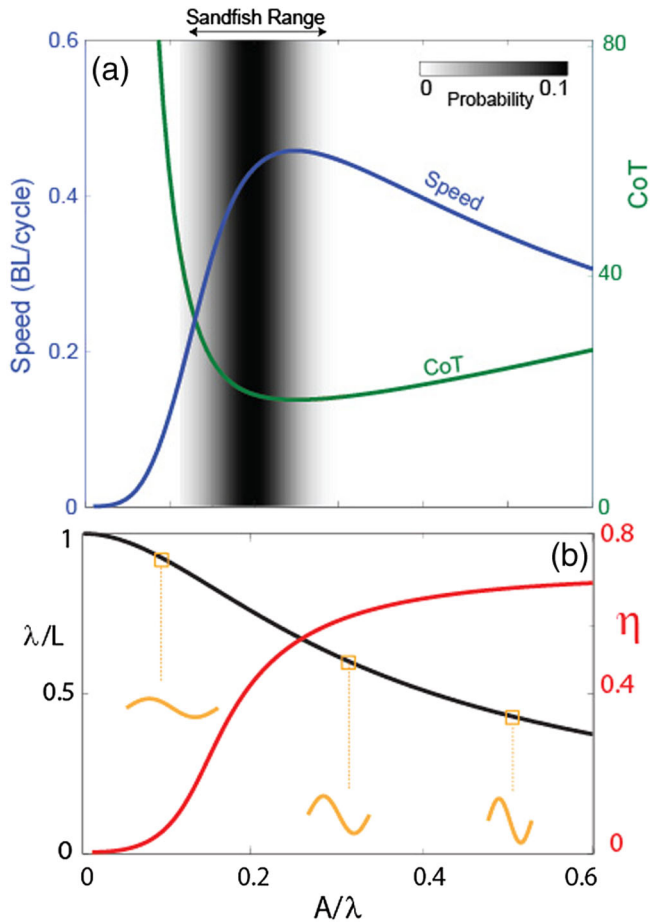 Sandfish Range
(a)
0.6
0.4
0.2
0
Speed (BL/cycle)
80
40
0
CoT
0
0.1
Probability
Speed
CoT
(b)
1
0.5
0
λ/L
0.8
0.4
0
η
0
0.2
0.4
0.6
A/λ